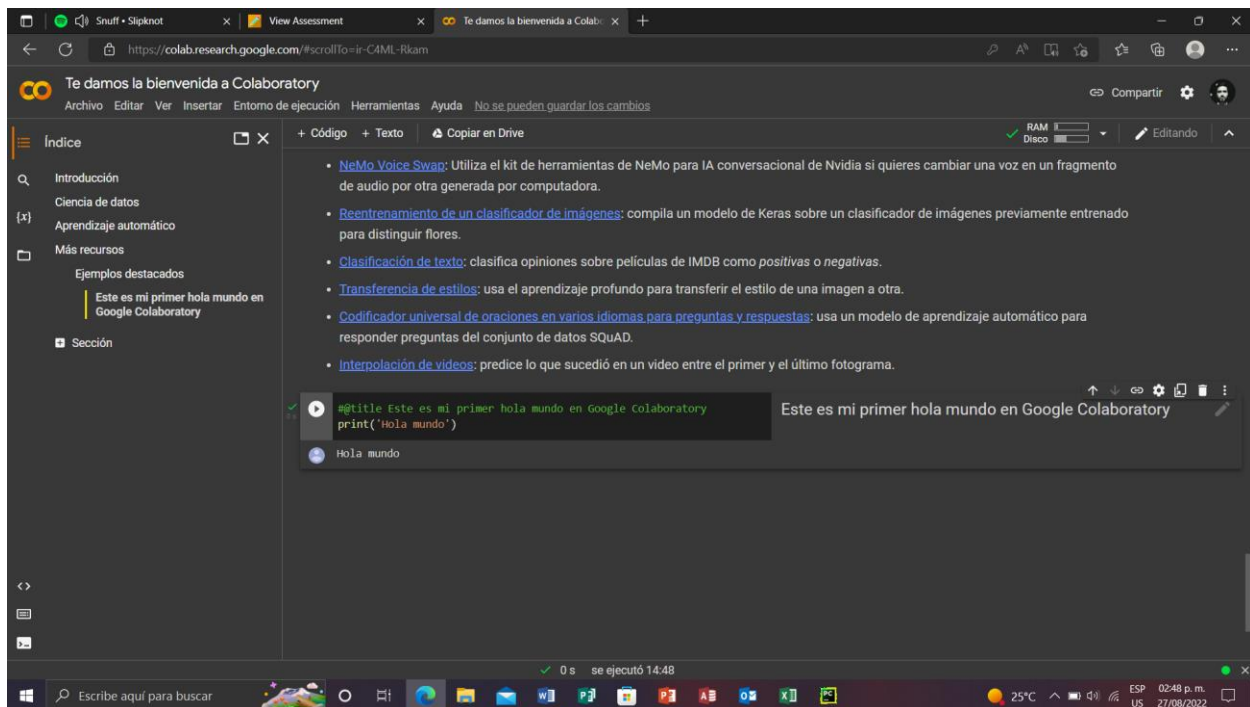 Snuff • Slipknot
View Assessment
Te damos la bienvenida a Colabo
https://colab.research.google.com/#scrollTo=ir-C4ML-Rkam
Te damos la bienvenida a Colaboratory
Archivo Editar Ver Insertar Entorno de ejecución Herramientas Ayuda No se pueden guardar los cambios
Compartir
Índice
+ Código + Texto Copiar en Drive
RAM
Disco
Editando
Introducción
Ciencia de datos
Aprendizaje automático
Más recursos
Ejemplos destacados
Este es mi primer hola mundo en
Google Colaboratory
Sección
{x}
• NeMo Voice Swap: Utiliza el kit de herramientas de NeMo para IA conversacional de Nvidia si quieres cambiar una voz en un fragmento
de audio por otra generada por computadora.
• Reentrenamiento de un clasificador de imágenes: compila un modelo de Keras sobre un clasificador de imágenes previamente entrenado
para distinguir flores.
• Clasificación de texto: clasifica opiniones sobre películas de IMDB como positivas o negativas.
• Transferencia de estilos: usa el aprendizaje profundo para transferir el estilo de una imagen a otra.
• Codificador universal de oraciones en varios idiomas para preguntas y respuestas: usa un modelo de aprendizaje automático para
responder preguntas del conjunto de datos SQuAD.
• Interpolación de videos: predice lo que sucedió en un video entre el primer y el último fotograma.
#@title Este es mi primer hola mundo en Google Colaboratory
print('Hola mundo')
Este es mi primer hola mundo en Google Colaboratory
Hola mundo
0 s se ejecutó 14:48
Escribe aquí para buscar
25°C
ESP
US
02:48 p. m.
27/08/2022